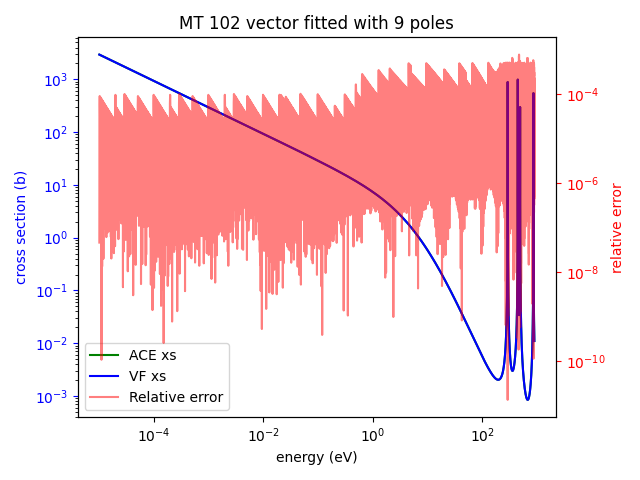 MT 102 vector fitted with 9 poles
cross section (b)
10³
10²
10¹
10⁰
10⁻¹
10⁻²
10⁻³
10⁻⁴
10⁻⁶
10⁻⁸
10⁻¹⁰
relative error
ACE xs
VF xs
Relative error
10⁻⁴ 10⁻² 10⁰ 10²
energy (eV)